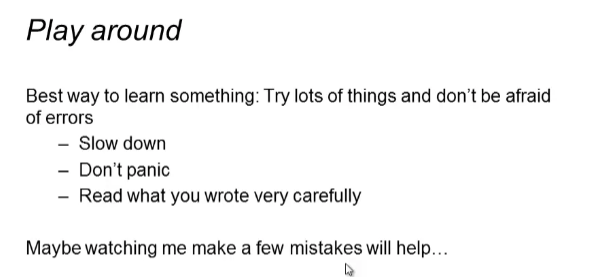 Play around
Best way to learn something: Try lots of things and don't be afraid
of errors
– Slow down
– Don't panic
– Read what you wrote very carefully
Maybe watching me make a few mistakes will help…